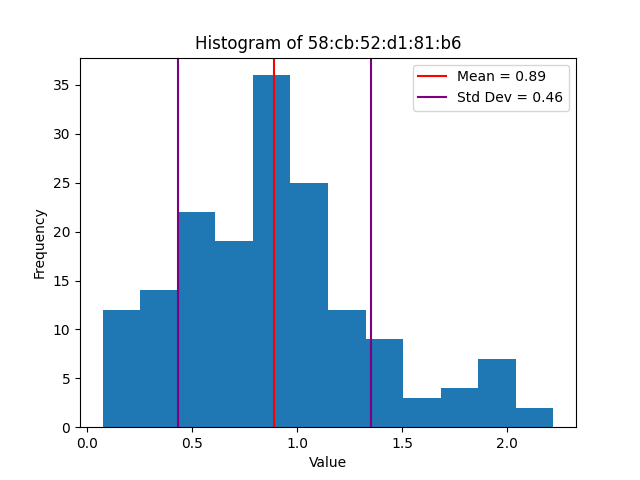 Histogram of 58:cb:52:d1:81:b6
Mean = 0.89
Std Dev = 0.46
Frequency
35
30
25
20
15
10
5
0
0.0 0.5 1.0 1.5 2.0
Value